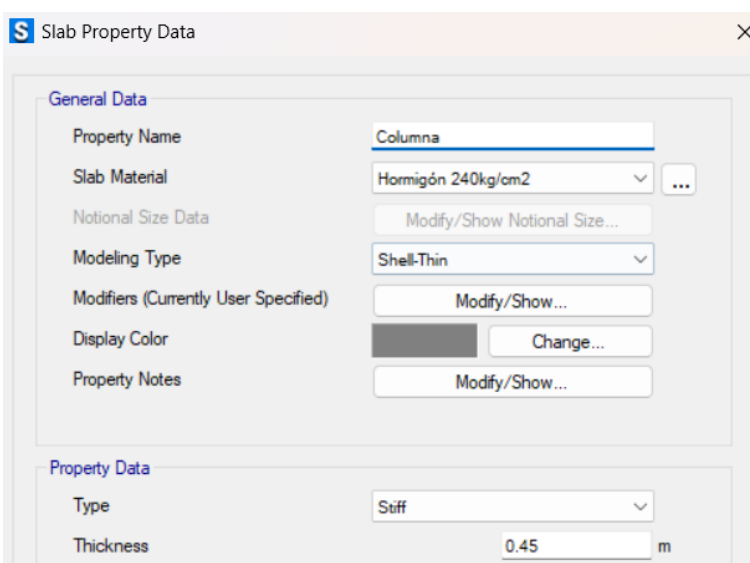 S Slab Property Data
General Data
Property Name Columna
Slab Material Hormigón 240kg/cm2 ...
Notional Size Data Modify/Show Notional Size...
Modeling Type Shell-Thin
Modifiers (Currently User Specified) Modify/Show...
Display Color Change...
Property Notes Modify/Show...
Property Data
Type Stiff
Thickness 0.45 m